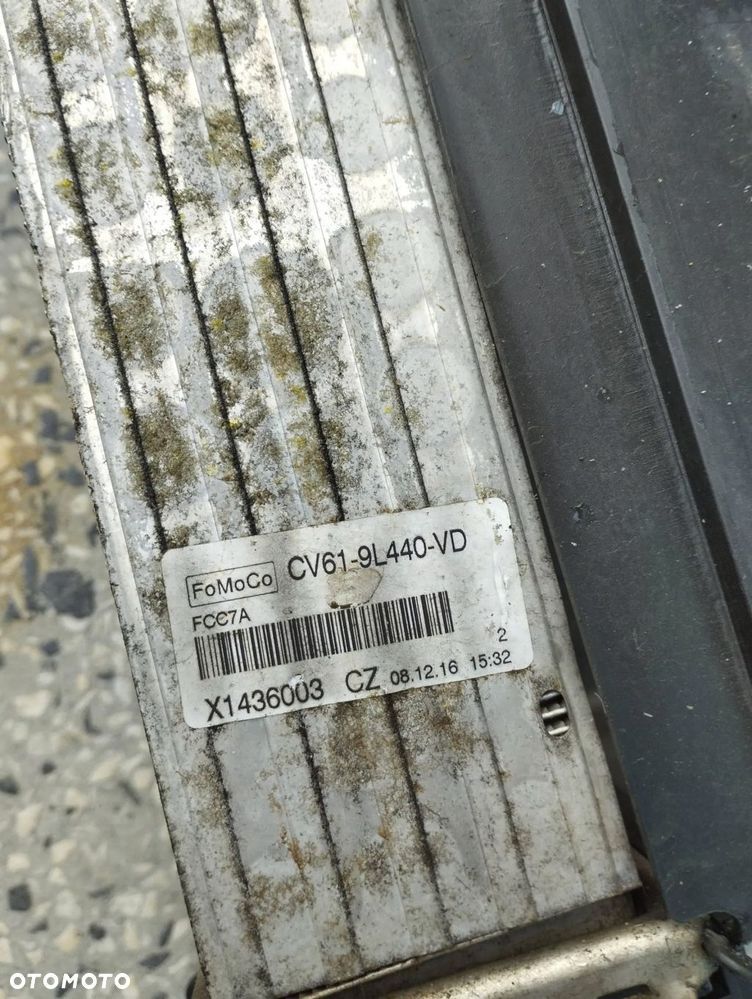 FoMoCo CV61-9L440-VD
FCC7A
2
X1436003 CZ 08.12.16 15:32
OTOMOTO